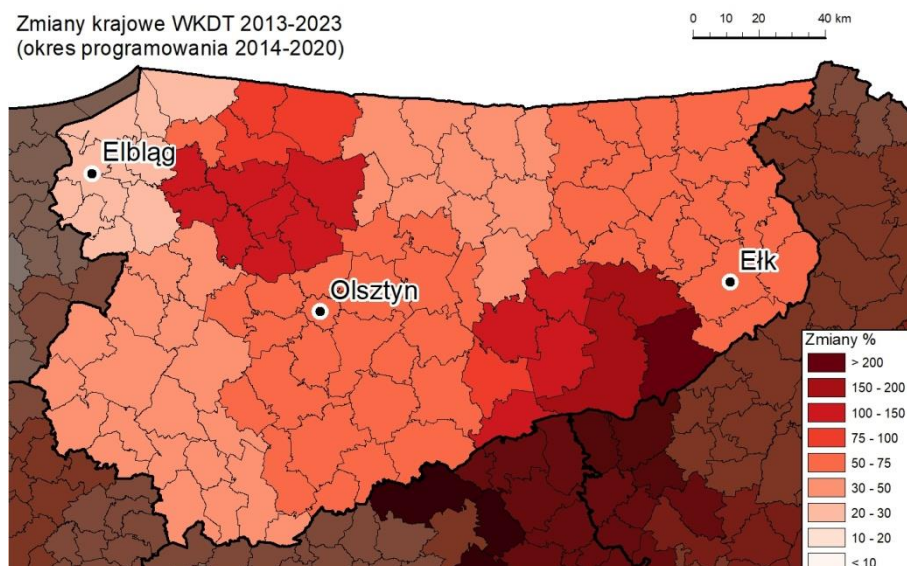 Zmiany krajowe WKDT 2013-2023
(okres programowania 2014-2020)
0 10 20 40 km
Elbląg
Ełk
Olsztyn
Zmiany %
> 200
150 - 200
100 - 150
75 - 100
50 - 75
30 - 50
20 - 30
10 - 20
< 10